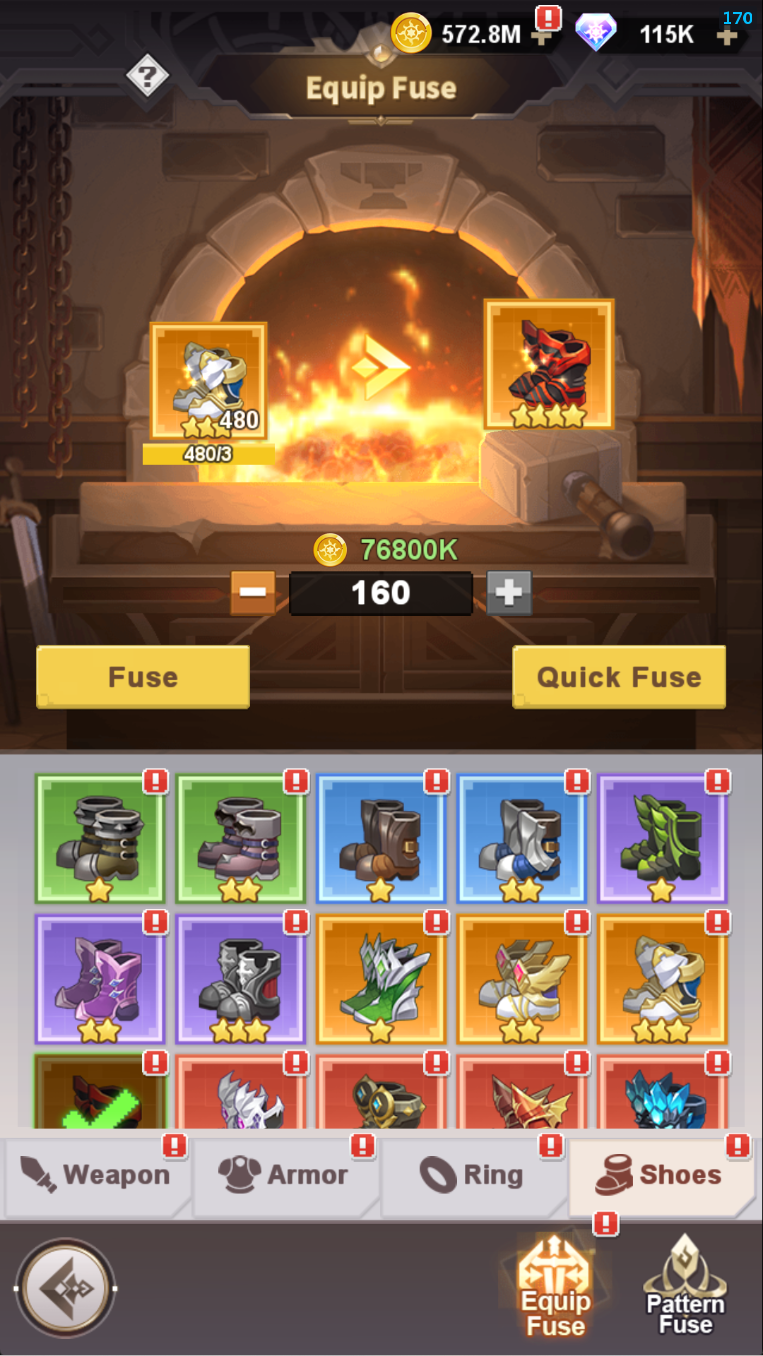 170
572.8M
115K
?
Equip Fuse
480
480/3
76800K
160
Fuse
Quick Fuse
Weapon
Armor
Ring
Shoes
Equip
Fuse
Pattern
Fuse